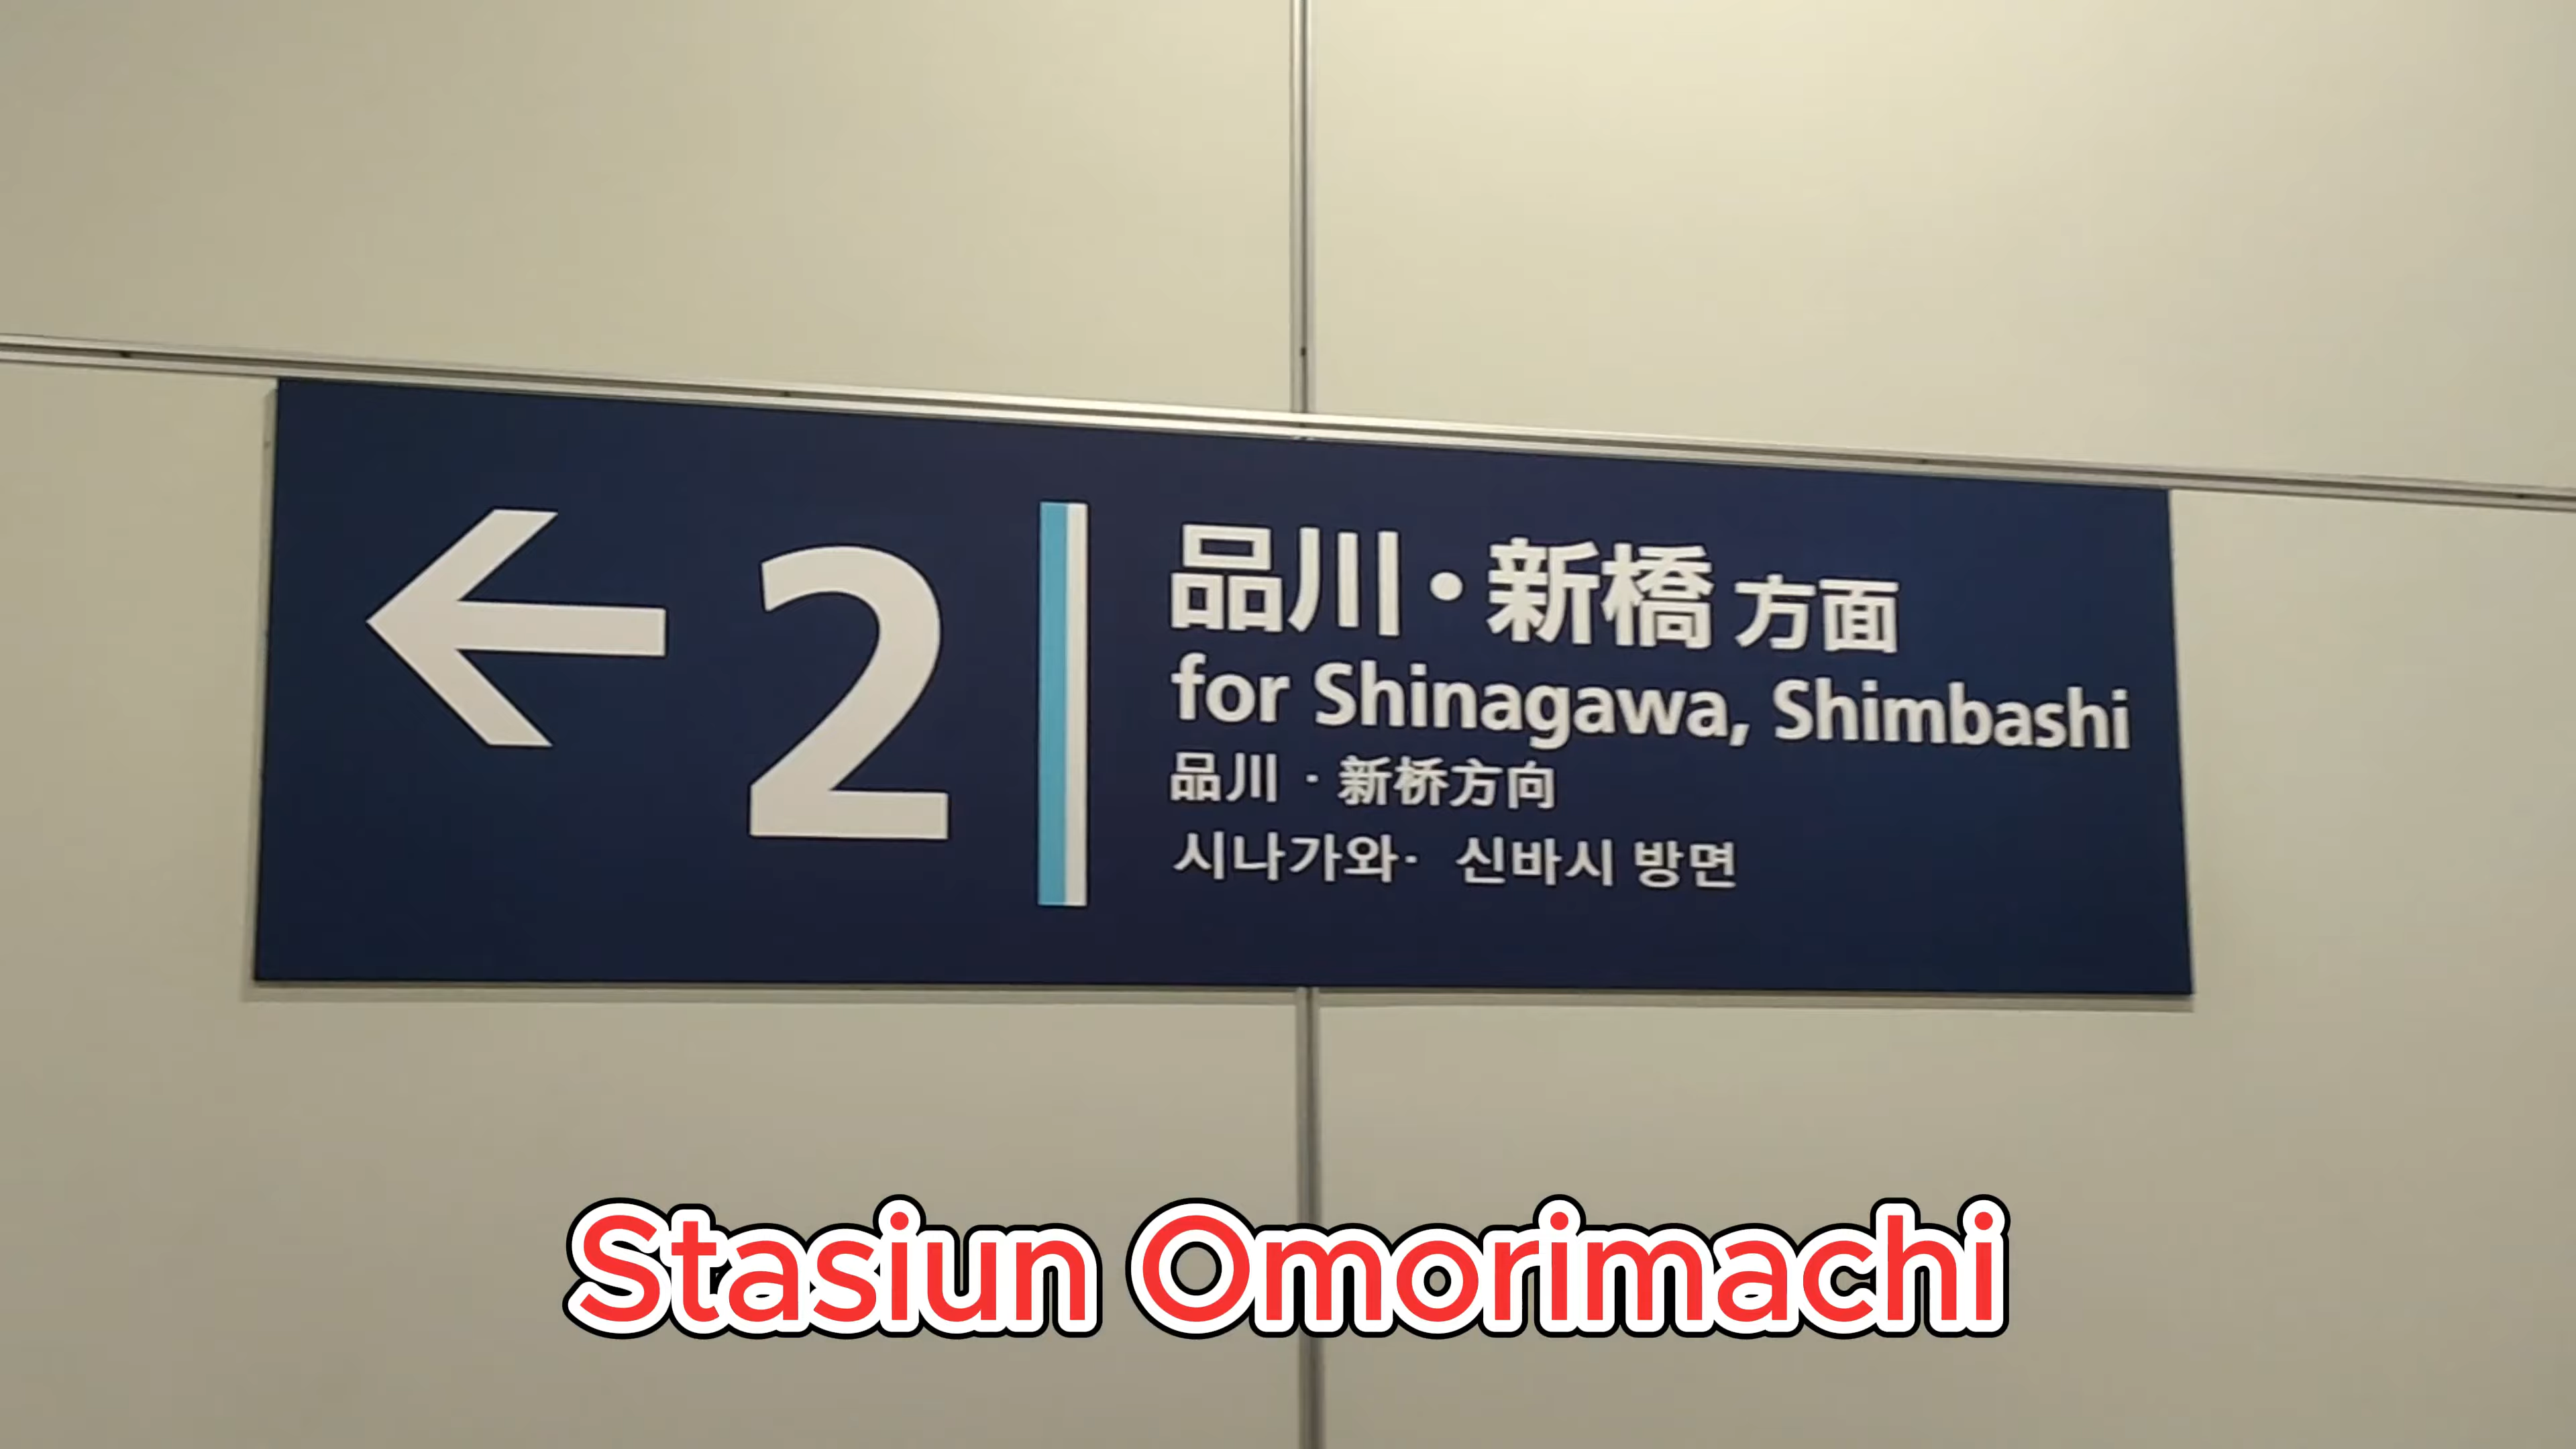 ← 2
品川・新橋 方面
for Shinagawa, Shimbashi
品川 · 新桥方向
시나가와· 신바시 방면
Stasiun Omorimachi